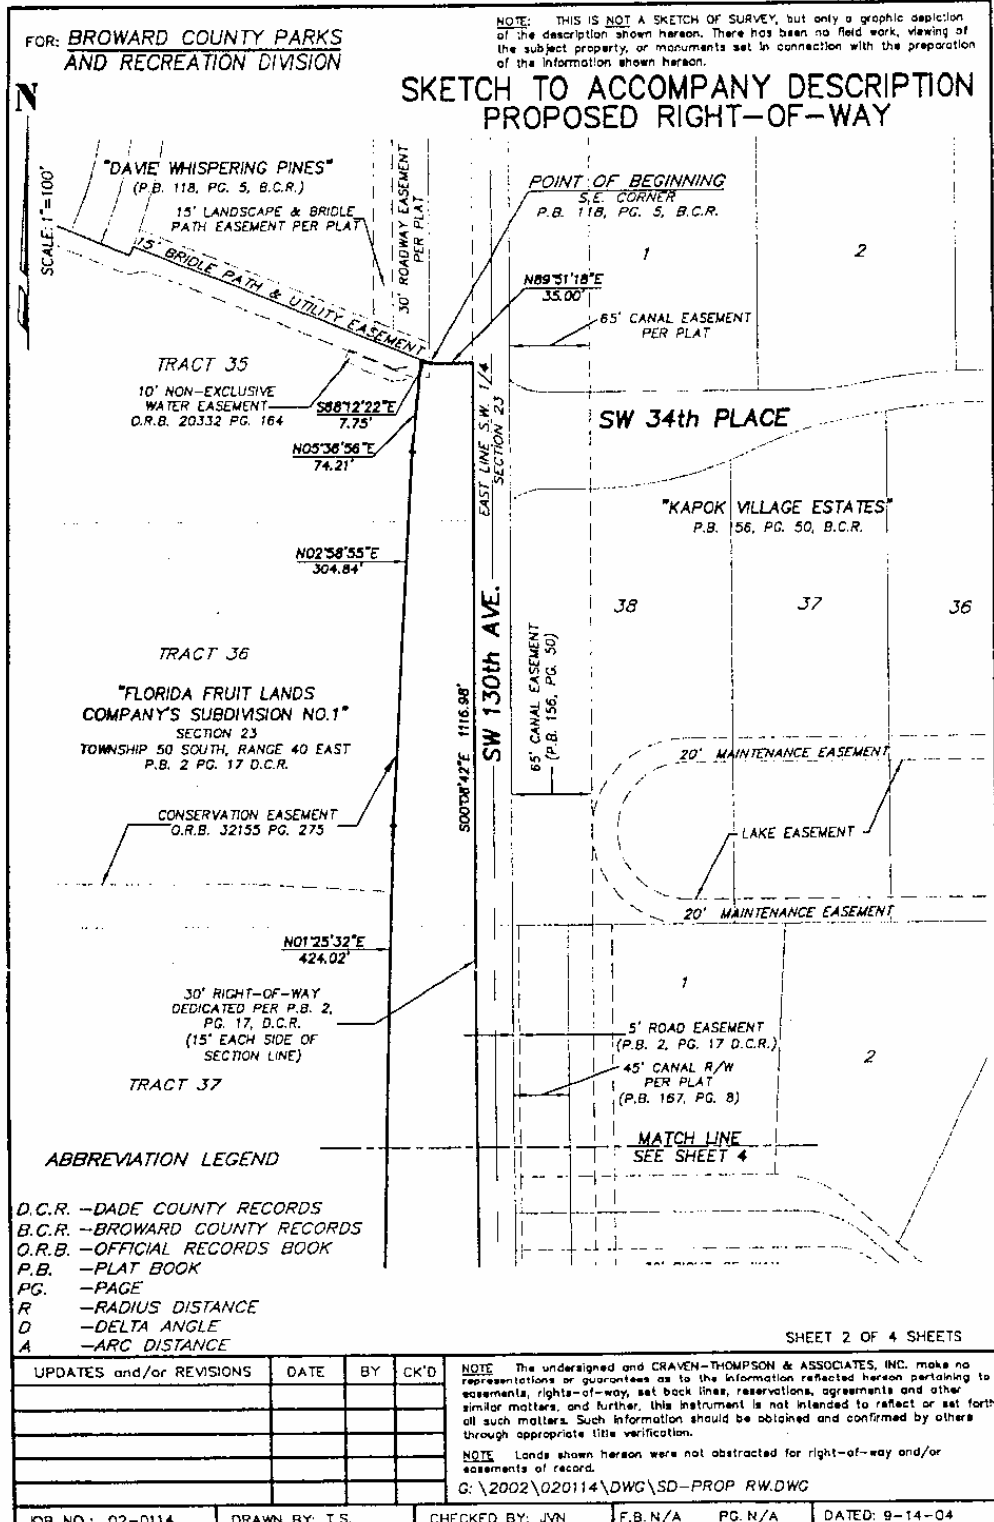 FOR: BROWARD COUNTY PARKS
AND RECREATION DIVISION
NOTE: THIS IS NOT A SKETCH OF SURVEY, but only a graphic depiction
of the description shown hereon. There has been no field work, viewing of
the subject property, or monuments set in connection with the preparation
of the information shown hereon.
SKETCH TO ACCOMPANY DESCRIPTION
PROPOSED RIGHT-OF-WAY
N
SCALE: 1"=100'
"DAVIE WHISPERING PINES"
(P.B. 118, PG. 5, B.C.R.)
15' LANDSCAPE & BRIDLE
PATH EASEMENT PER PLAT
30' ROADWAY EASEMENT
PER PLAT
15' BRIDLE PATH & UTILITY EASEMENT
POINT OF BEGINNING
S.E. CORNER
P.B. 118, PG. 5, B.C.R.
1
2
N89°51'18"E
35.00'
65' CANAL EASEMENT
PER PLAT
TRACT 35
10' NON-EXCLUSIVE
WATER EASEMENT
O.R.B. 20332 PG. 164
S88°12'22"E
7.75'
N05°36'56"E
74.21'
EAST LINE S.W. 1/4
SECTION 23
SW 34th PLACE
"KAPOK VILLAGE ESTATES"
P.B. 156, PG. 50, B.C.R.
N02°58'55"E
304.84'
38
37
36
TRACT 36
"FLORIDA FRUIT LANDS
COMPANY'S SUBDIVISION NO.1"
SECTION 23
TOWNSHIP 50 SOUTH, RANGE 40 EAST
P.B. 2 PG. 17 D.C.R.
S00°08'42"E 1116.98'
SW 130th AVE.
65' CANAL EASEMENT
(P.B. 156, PG. 50)
20' MAINTENANCE EASEMENT
CONSERVATION EASEMENT
O.R.B. 32155 PG. 275
LAKE EASEMENT
20' MAINTENANCE EASEMENT
N01°25'32"E
424.02'
30' RIGHT-OF-WAY
DEDICATED PER P.B. 2,
PG. 17, D.C.R.
(15' EACH SIDE OF
SECTION LINE)
1
5' ROAD EASEMENT
(P.B. 2, PG. 17 D.C.R.)
45' CANAL R/W
PER PLAT
(P.B. 167, PG. 8)
2
TRACT 37
MATCH LINE
SEE SHEET 4
ABBREVIATION LEGEND
D.C.R. -DADE COUNTY RECORDS
B.C.R. -BROWARD COUNTY RECORDS
O.R.B. -OFFICIAL RECORDS BOOK
P.B. -PLAT BOOK
PG. -PAGE
R -RADIUS DISTANCE
D -DELTA ANGLE
A -ARC DISTANCE
SHEET 2 OF 4 SHEETS
UPDATES and/or REVISIONS DATE BY CK'D
NOTE The undersigned and CRAVEN-THOMPSON & ASSOCIATES, INC. make no
representations or guarantees as to the information reflected hereon pertaining to
easements, rights-of-way, set back lines, reservations, agreements and other
similar matters, and further, this instrument is not intended to reflect or set forth
all such matters. Such information should be obtained and confirmed by others
through appropriate title verification.
NOTE Lands shown hereon were not abstracted for right-of-way and/or
easements of record.
G: \2002\020114\DWG\SD-PROP RW.DWG
JOB NO.: 02-0114 DRAWN BY: T.S. CHECKED BY: JVN F.B. N/A PG. N/A DATED: 9-14-04